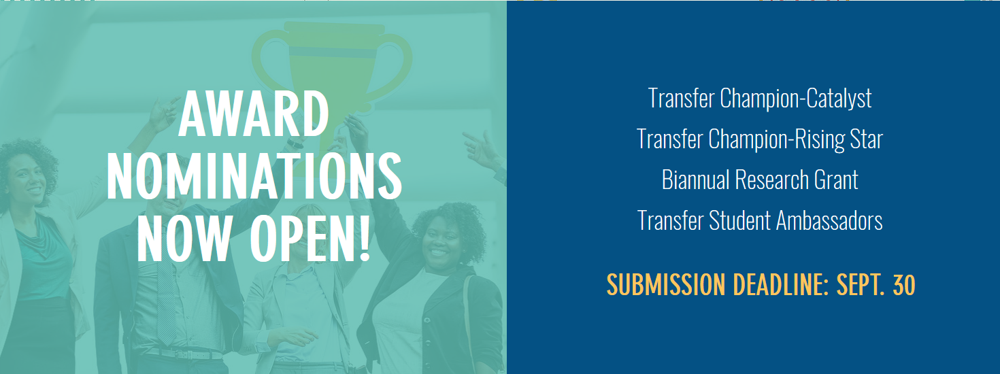 AWARD
NOMINATIONS
NOW OPEN!
Transfer Champion-Catalyst
Transfer Champion-Rising Star
Biannual Research Grant
Transfer Student Ambassadors
SUBMISSION DEADLINE: SEPT. 30